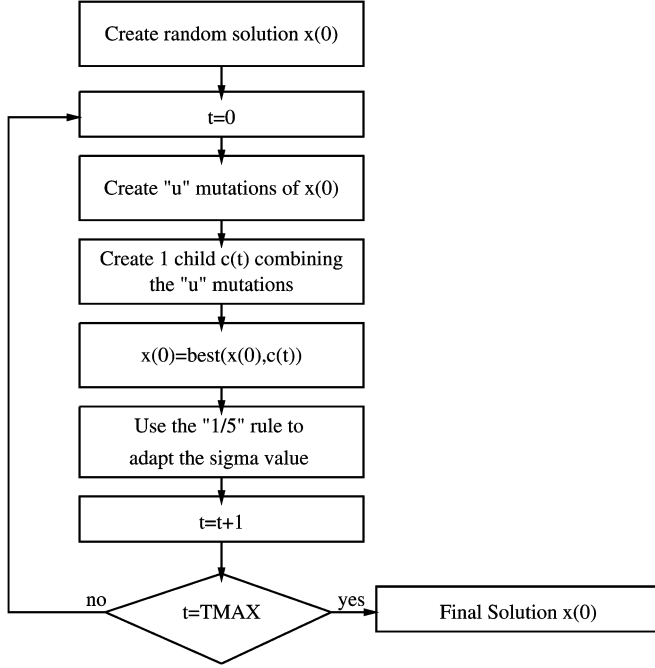 Create random solution x(0)
t=0
Create "u" mutations of x(0)
Create 1 child c(t) combining
the "u" mutations
x(0)=best(x(0),c(t))
Use the "1/5" rule to
adapt the sigma value
t=t+1
no
t=TMAX
yes
Final Solution x(0)